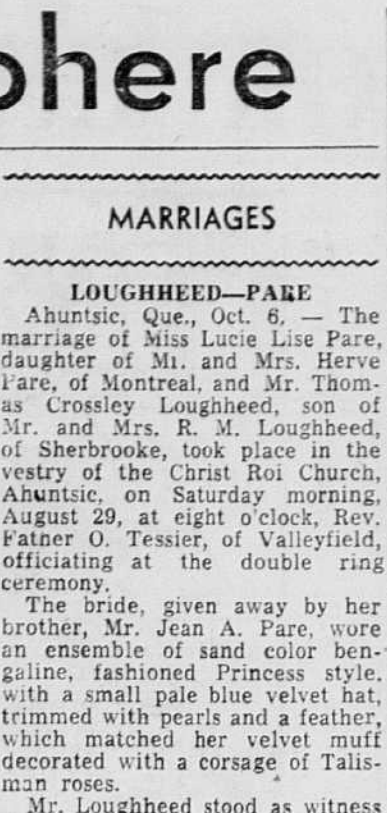 phere
MARRIAGES
LOUGHHEED—PARE
Ahuntsic, Que., Oct. 6, — The
marriage of Miss Lucie Lise Pare,
daughter of Mr. and Mrs. Herve
Pare, of Montreal, and Mr. Thom-
as Crossley Loughheed, son of
Mr. and Mrs. R. M. Loughheed,
of Sherbrooke, took place in the
vestry of the Christ Roi Church,
Ahuntsic, on Saturday morning,
August 29, at eight o'clock, Rev.
Fatner O. Tessier, of Valleyfield,
officiating at the double ring
ceremony.
The bride, given away by her
brother, Mr. Jean A. Pare, wore
an ensemble of sand color ben-
galine, fashioned Princess style,
with a small pale blue velvet hat,
trimmed with pearls and a feather,
which matched her velvet muff
decorated with a corsage of Talis-
man roses.
Mr. Loughheed stood as witness